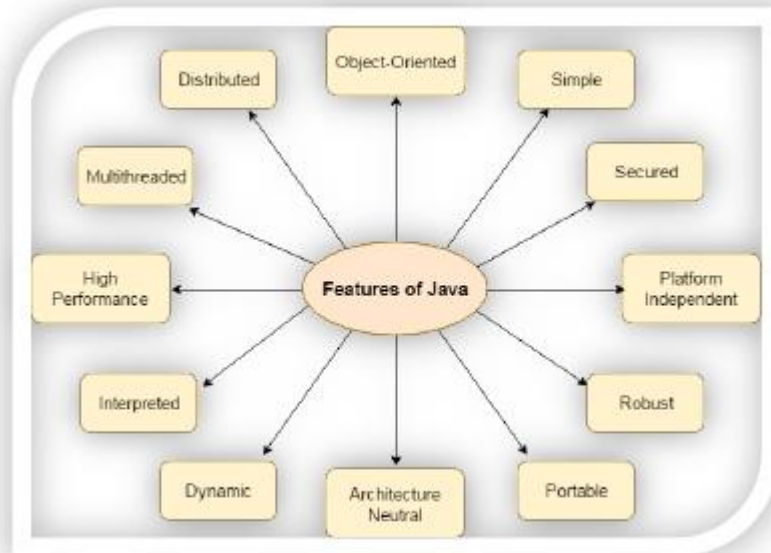 Object-Oriented
Distributed
Simple
Multithreaded
Secured
High
Performance
Features of Java
Platform
Independent
Interpreted
Robust
Dynamic
Architecture
Neutral
Portable